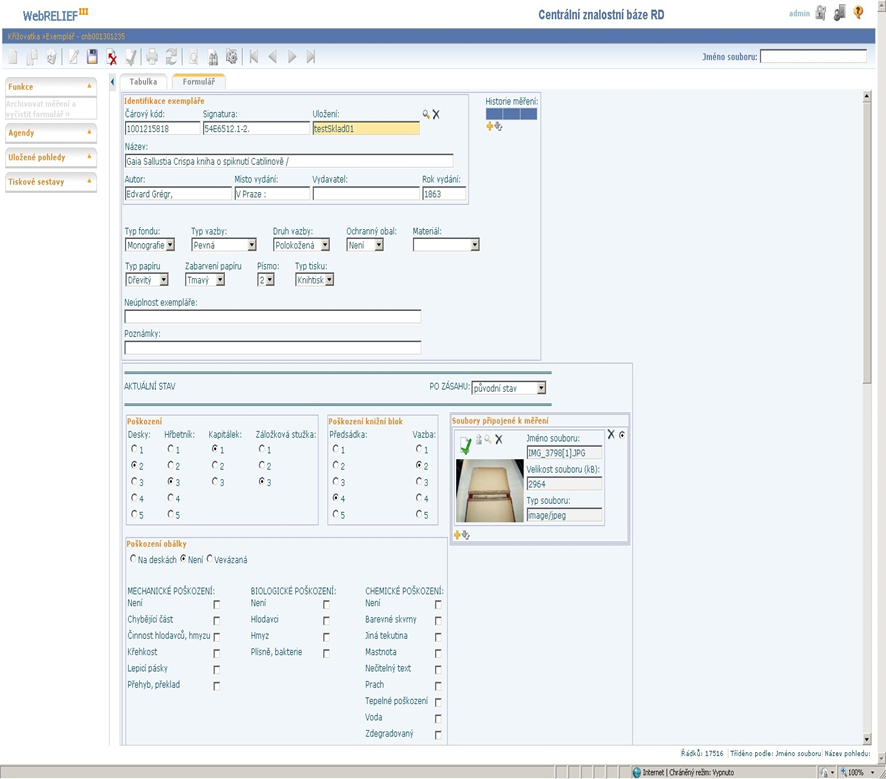 WebRELIEF III
Centrální znalostní báze RD
admin
Křižovatka >Exemplář - cnb001301235
Jméno souboru:
Funkce
Archivovat měření a
vyčistit formulář »
Agendy
Uložené pohledy
Tiskové sestavy
Tabulka Formulář
Identifikace exempláře
Historie měření:
Čárový kód: Signatura: Uložení:
1001215818 54E6512.1-2. testSklad01
Název:
Gaia Sallustia Crispa kniha o spiknutí Catilinově /
Autor: Místo vydání: Vydavatel: Rok vydání:
Edvard Grégr, V Praze : 1863
Typ fondu: Typ vazby: Druh vazby: Ochranný obal: Materiál:
Monografie Pevná Polokožená Není
Typ papíru Zabarvení papíru Písmo: Typ tisku:
Dřevitý Tmavý 2 Knihtisk
Neúplnost exempláře:
Poznámky:
AKTUÁLNÍ STAV PO ZÁSAHU: původní stav
Poškození
Desky: Hřbetník: Kapitálek: Záložková stužka:
1 1 1 1
2 2 2 2
3 3 3 3
4 4
5 5
Poškození knižní blok
Předsádka: Vazba:
1 1
2 2
3 3
4 4
5 5
Soubory připojené k měření
Jméno souboru:
IMG_3798[1].JPG
Velikost souboru (kB):
2964
Typ souboru:
image/jpeg
Poškození obálky
Na deskách Není Vevázaná
MECHANICKÉ POŠKOZENÍ: BIOLOGICKÉ POŠKOZENÍ: CHEMICKÉ POŠKOZENÍ:
Není Není Není
Chybějící část Hlodavci Barevné skvrny
Činnost hlodavců, hmyzu Hmyz Jiná tekutina
Křehkost Plísně, bakterie Mastnota
Lepicí pásky Nečitelný text
Přehyb, překlad Prach
Tepelné poškození
Voda
Zdegradovaný
Řádků: 17516 Tříděno podle: Jméno souboru Název pohledu:
Internet | Chráněný režim: Vypnuto 100%